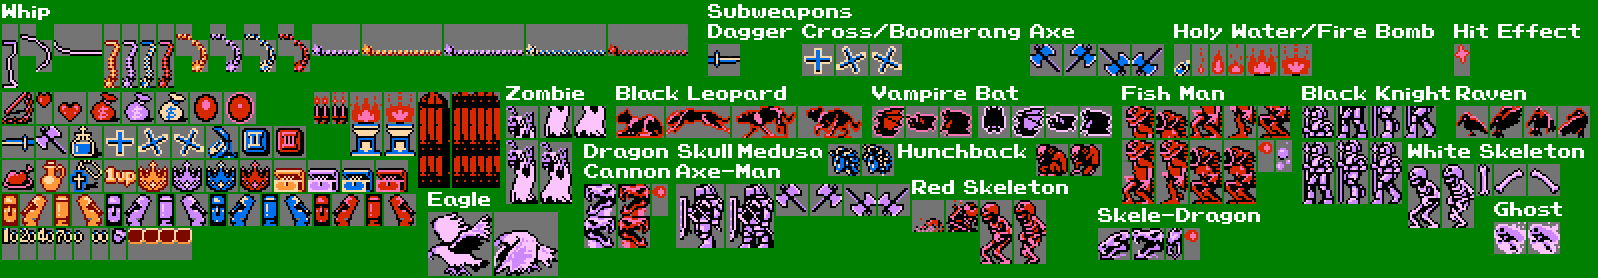 Whip
Subweapons
Dagger Cross/Boomerang Axe
Holy Water/Fire Bomb
Hit Effect
Zombie
Black Leopard
Vampire Bat
Fish Man
Black Knight
Raven
Dragon Skull Cannon
Medusa
Hunchback
White Skeleton
Axe-Man
1up
Red Skeleton
Eagle
Skele-Dragon
Ghost